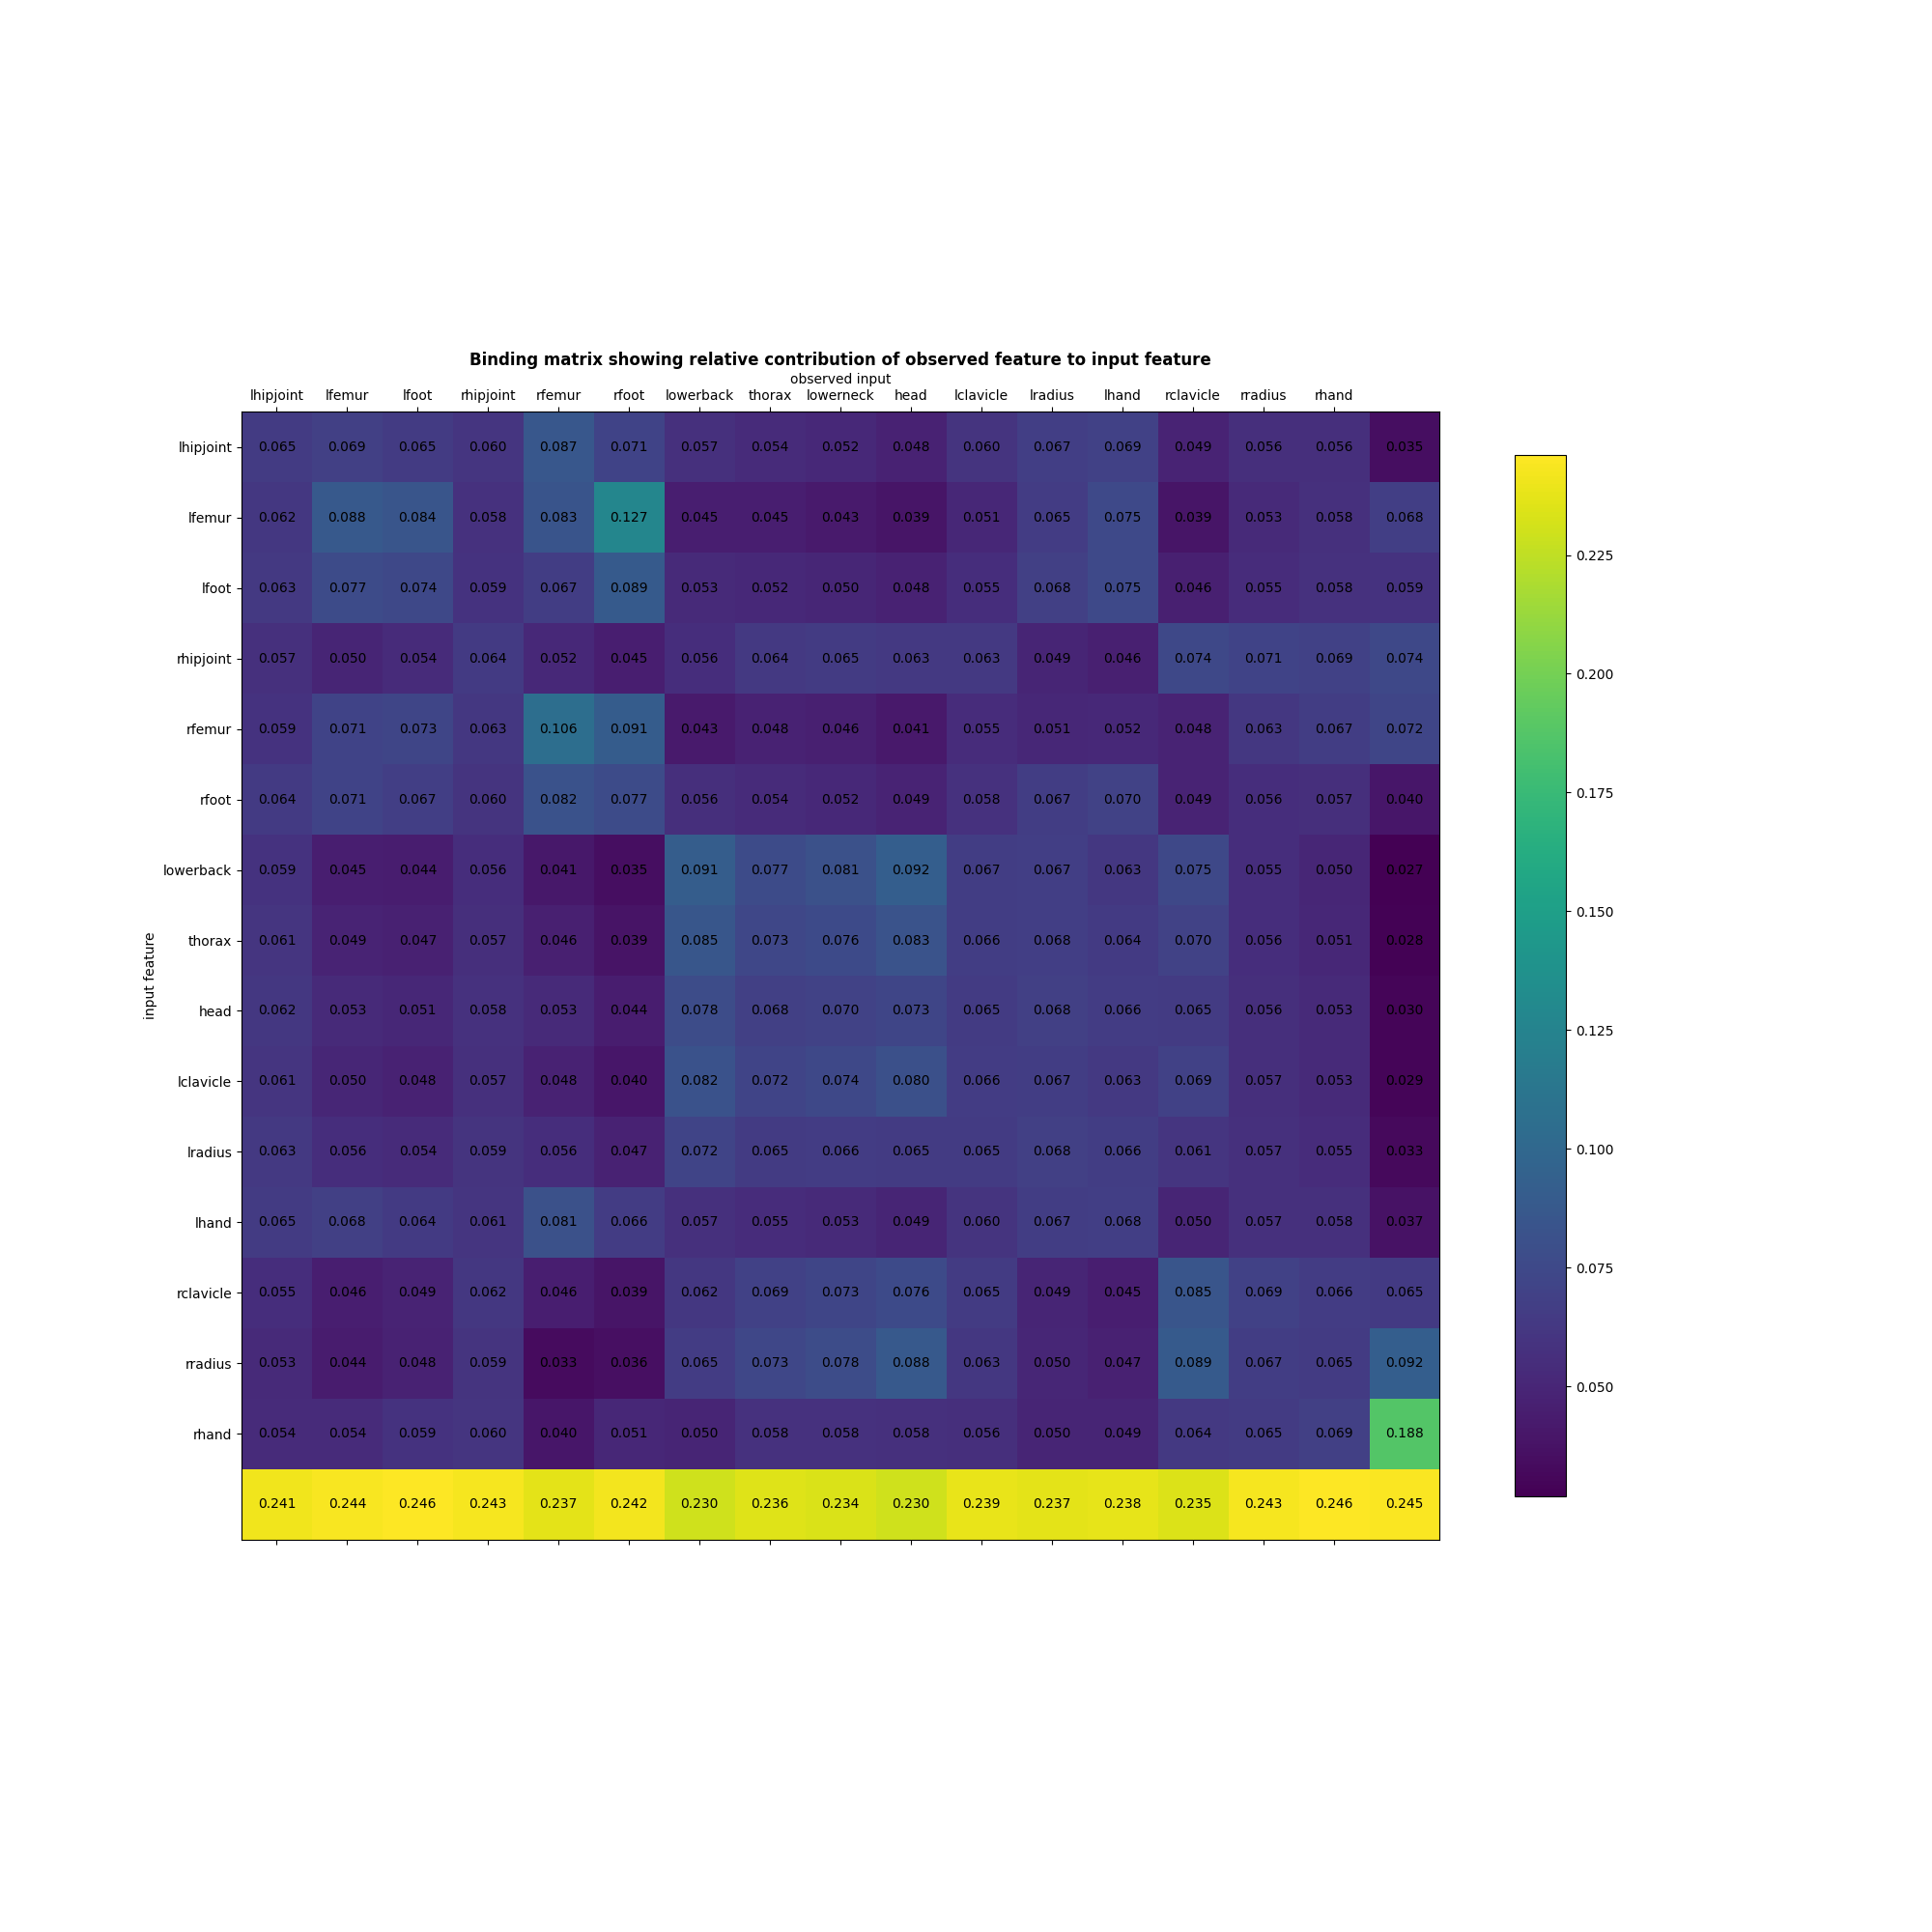 Binding matrix showing relative contribution of observed feature to input feature
observed input
lhipjoint lfemur lfoot rhipjoint rfemur rfoot lowerback thorax lowerneck head lclavicle lradius lhand rclavicle rradius rhand
input feature
lhipjoint 0.065 0.069 0.065 0.060 0.087 0.071 0.057 0.054 0.052 0.048 0.060 0.067 0.069 0.049 0.056 0.056 0.035
lfemur 0.062 0.088 0.084 0.058 0.083 0.127 0.045 0.045 0.043 0.039 0.051 0.065 0.075 0.039 0.053 0.058 0.068
lfoot 0.063 0.077 0.074 0.059 0.067 0.089 0.053 0.052 0.050 0.048 0.055 0.068 0.075 0.046 0.055 0.058 0.059
rhipjoint 0.057 0.050 0.054 0.064 0.052 0.045 0.056 0.064 0.065 0.063 0.063 0.049 0.046 0.074 0.071 0.069 0.074
rfemur 0.059 0.071 0.073 0.063 0.106 0.091 0.043 0.048 0.046 0.041 0.055 0.051 0.052 0.048 0.063 0.067 0.072
rfoot 0.064 0.071 0.067 0.060 0.082 0.077 0.056 0.054 0.052 0.049 0.058 0.067 0.070 0.049 0.056 0.057 0.040
lowerback 0.059 0.045 0.044 0.056 0.041 0.035 0.091 0.077 0.081 0.092 0.067 0.067 0.063 0.075 0.055 0.050 0.027
thorax 0.061 0.049 0.047 0.057 0.046 0.039 0.085 0.073 0.076 0.083 0.066 0.068 0.064 0.070 0.056 0.051 0.028
head 0.062 0.053 0.051 0.058 0.053 0.044 0.078 0.068 0.070 0.073 0.065 0.068 0.066 0.065 0.056 0.053 0.030
lclavicle 0.061 0.050 0.048 0.057 0.048 0.040 0.082 0.072 0.074 0.080 0.066 0.067 0.063 0.069 0.057 0.053 0.029
lradius 0.063 0.056 0.054 0.059 0.056 0.047 0.072 0.065 0.066 0.065 0.065 0.068 0.066 0.061 0.057 0.055 0.033
lhand 0.065 0.068 0.064 0.061 0.081 0.066 0.057 0.055 0.053 0.049 0.060 0.067 0.068 0.050 0.057 0.058 0.037
rclavicle 0.055 0.046 0.049 0.062 0.046 0.039 0.062 0.069 0.073 0.076 0.065 0.049 0.045 0.085 0.069 0.066 0.065
rradius 0.053 0.044 0.048 0.059 0.033 0.036 0.065 0.073 0.078 0.088 0.063 0.050 0.047 0.089 0.067 0.065 0.092
rhand 0.054 0.054 0.059 0.060 0.040 0.051 0.050 0.058 0.058 0.058 0.056 0.050 0.049 0.064 0.065 0.069 0.188
0.241 0.244 0.246 0.243 0.237 0.242 0.230 0.236 0.234 0.230 0.239 0.237 0.238 0.235 0.243 0.246 0.245
0.225
0.200
0.175
0.150
0.125
0.100
0.075
0.050